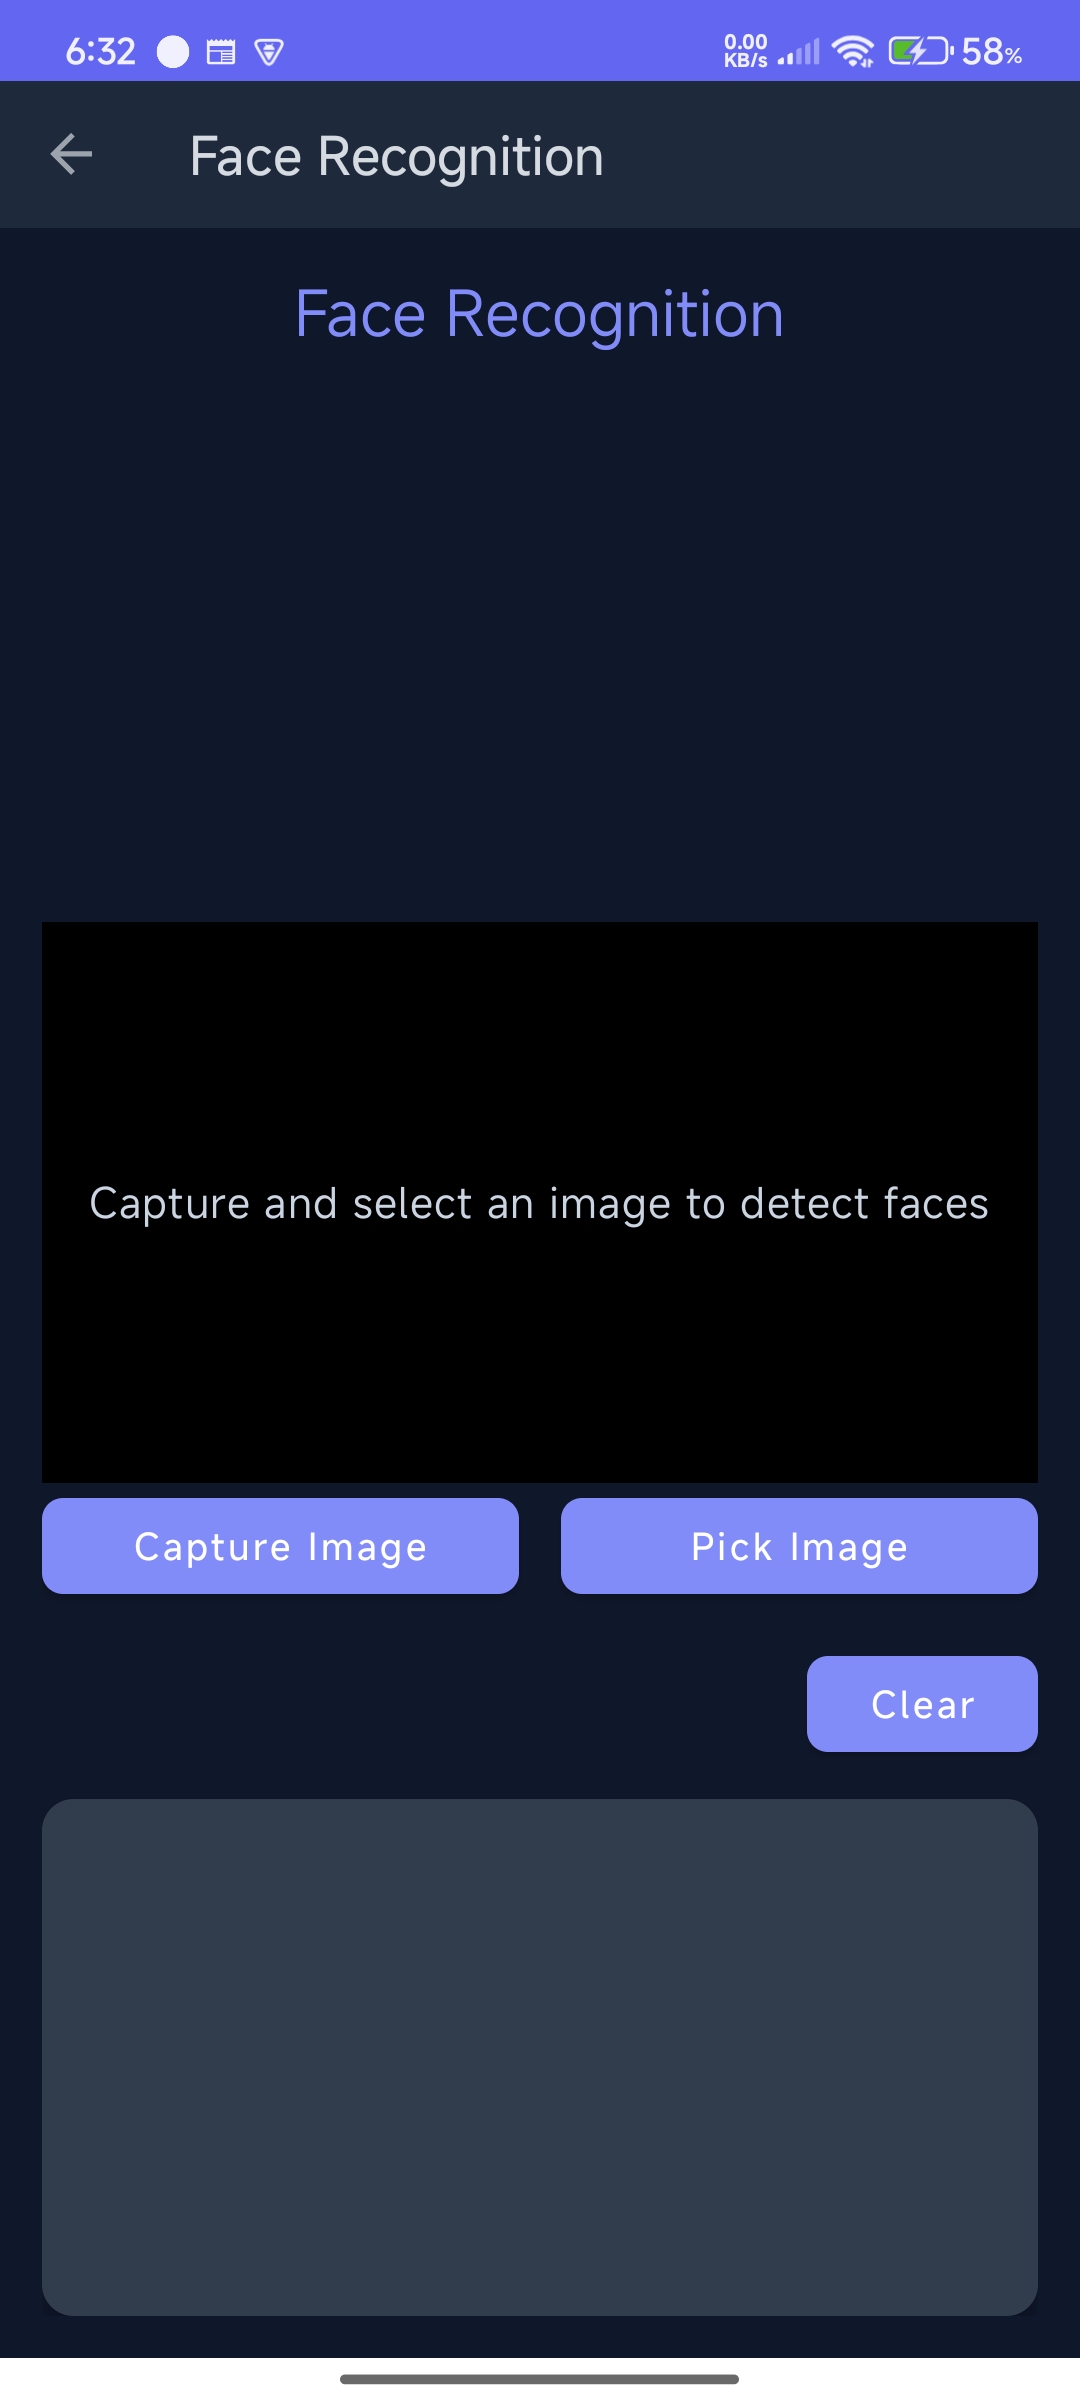 6:32 0.00 KB/s 58%
Face Recognition
Face Recognition
Capture and select an image to detect faces
Capture Image Pick Image
Clear